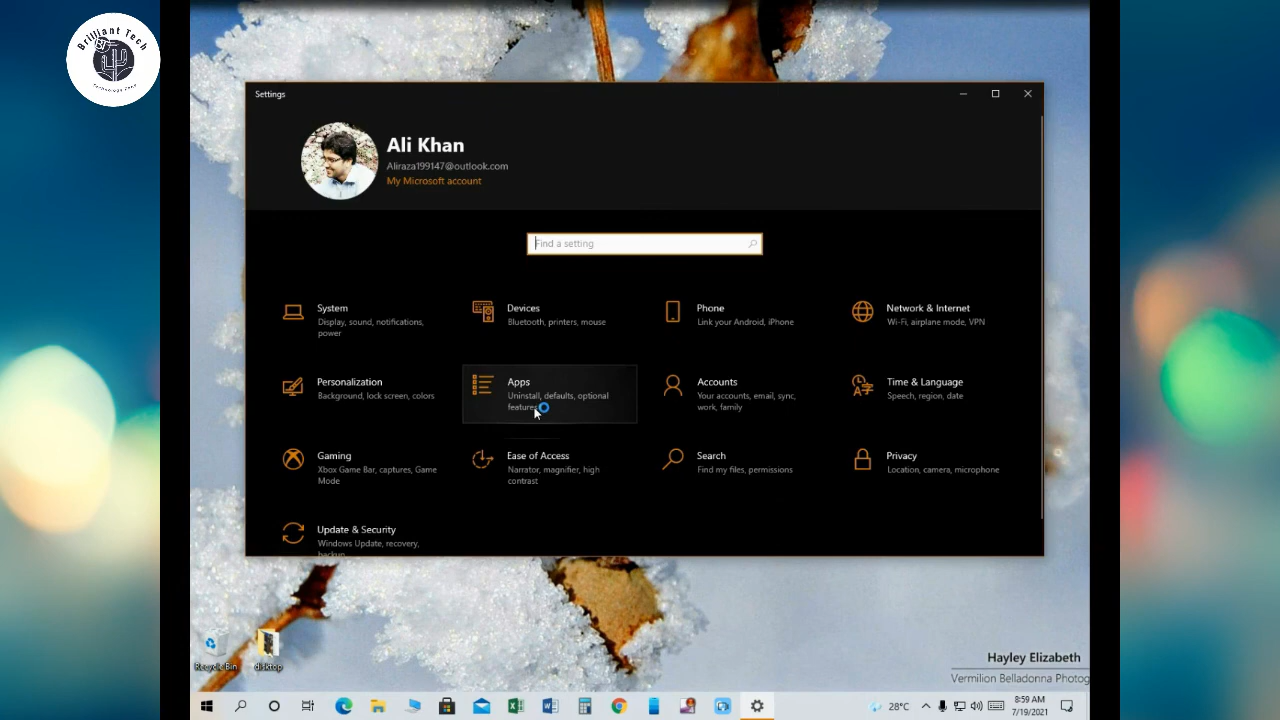 Brilliant Tech
Settings
Ali Khan
Aliraza199147@outlook.com
My Microsoft account
Find a setting
System
Display, sound, notifications,
power
Devices
Bluetooth, printers, mouse
Phone
Link your Android, iPhone
Network & Internet
Wi-Fi, airplane mode, VPN
Personalization
Background, lock screen, colors
Apps
Uninstall, defaults, optional
features
Accounts
Your accounts, email, sync,
work, family
Time & Language
Speech, region, date
Gaming
Xbox Game Bar, captures, Game
Mode
Ease of Access
Narrator, magnifier, high
contrast
Search
Find my files, permissions
Privacy
Location, camera, microphone
Update & Security
Windows Update, recovery,
backup
Recycle Bin
disktop
Hayley Elizabeth
Vermilion Belladonna Photog
28°C
8:59 AM
7/19/2021